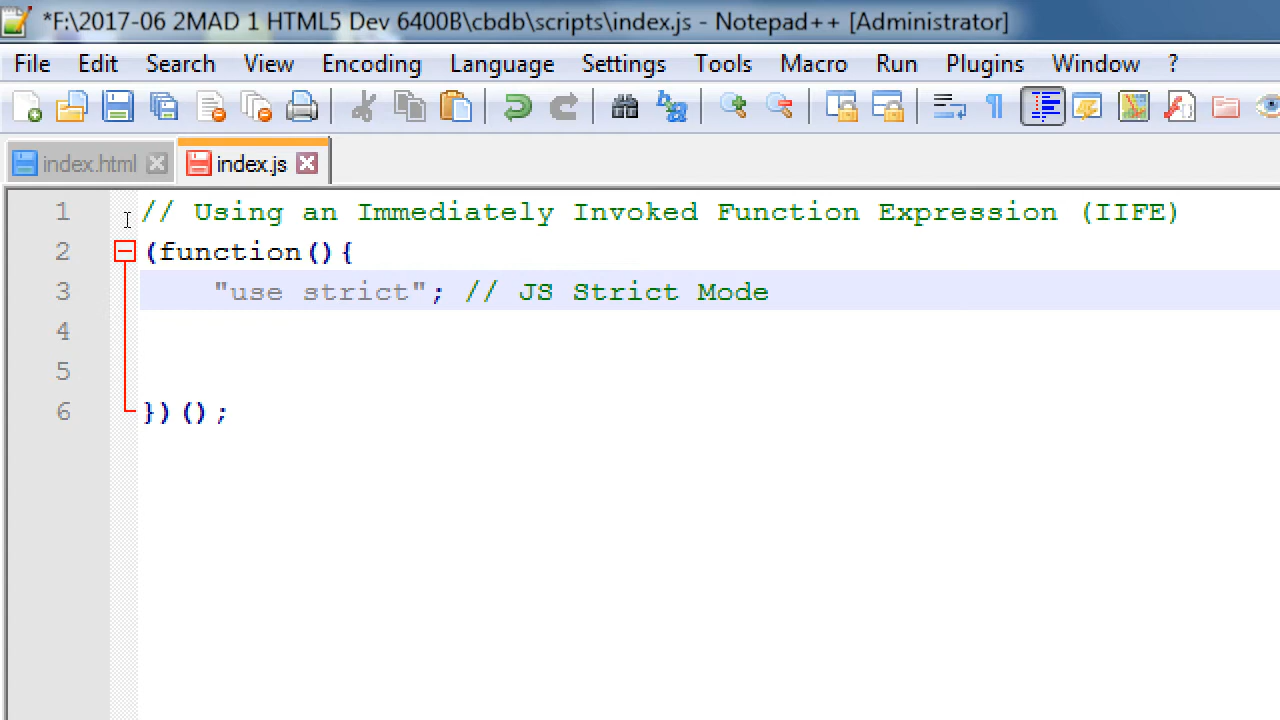 *F:\2017-06 2MAD 1 HTML5 Dev 6400B\cbdb\scripts\index.js - Notepad++ [Administrator]
File Edit Search View Encoding Language Settings Tools Macro Run Plugins Window ?
index.html index.js
1 // Using an Immediately Invoked Function Expression (IIFE)
2 (function(){
3 "use strict"; // JS Strict Mode
4
5
6 })();